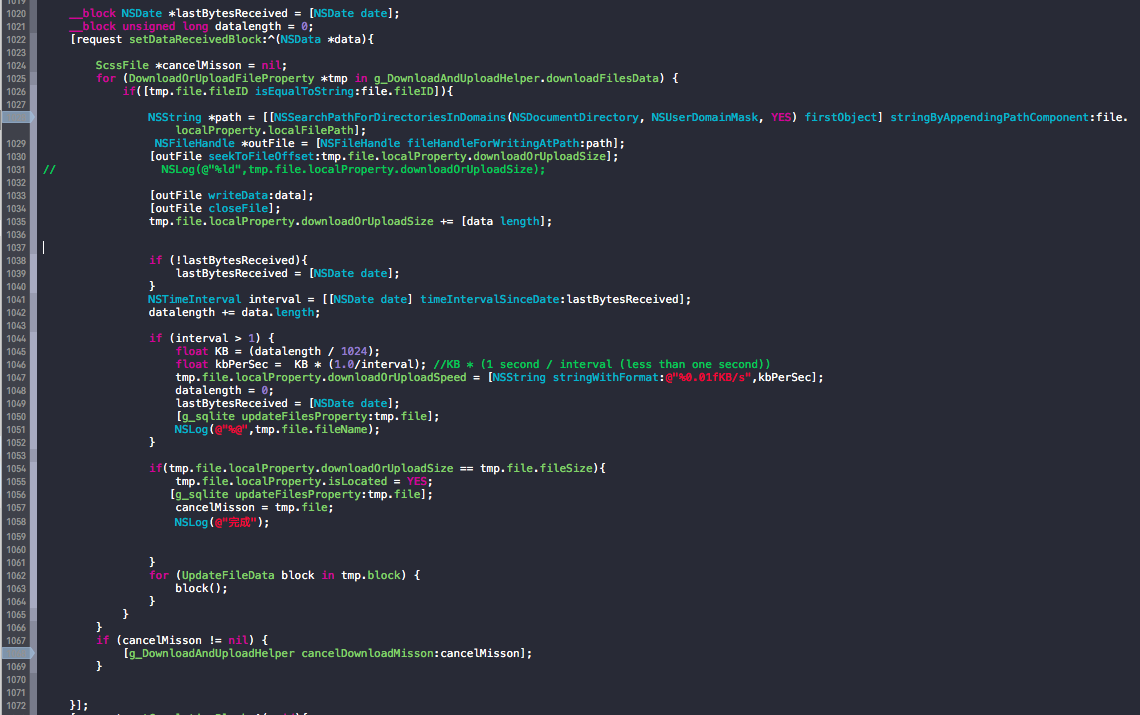 1019
1020 __block NSDate *lastBytesReceived = [NSDate date];
1021 __block unsigned long datalength = 0;
1022 [request setDataReceivedBlock:^(NSData *data){
1023
1024 ScssFile *cancelMisson = nil;
1025 for (DownloadOrUploadFileProperty *tmp in g_DownloadAndUploadHelper.downloadFilesData) {
1026 if([tmp.file.fileID isEqualToString:file.fileID]){
1027
NSString *path = [[NSSearchPathForDirectoriesInDomains(NSDocumentDirectory, NSUserDomainMask, YES) firstObject] stringByAppendingPathComponent:file.
localProperty.localFilePath];
1029 NSFileHandle *outFile = [NSFileHandle fileHandleForWritingAtPath:path];
1030 [outFile seekToFileOffset:tmp.file.localProperty.downloadOrUploadSize];
1031 // NSLog(@"%ld",tmp.file.localProperty.downloadOrUploadSize);
1032
1033 [outFile writeData:data];
1034 [outFile closeFile];
1035 tmp.file.localProperty.downloadOrUploadSize += [data length];
1036
1037
1038 if (!lastBytesReceived){
1039 lastBytesReceived = [NSDate date];
1040 }
1041 NSTimeInterval interval = [[NSDate date] timeIntervalSinceDate:lastBytesReceived];
1042 datalength += data.length;
1043
1044 if (interval > 1) {
1045 float KB = (datalength / 1024);
1046 float kbPerSec =  KB * (1.0/interval); //KB * (1 second / interval (less than one second))
1047 tmp.file.localProperty.downloadOrUploadSpeed = [NSString stringWithFormat:@"%0.01fKB/s",kbPerSec];
1048 datalength = 0;
1049 lastBytesReceived = [NSDate date];
1050 [g_sqlite updateFilesProperty:tmp.file];
1051 NSLog(@"%@",tmp.file.fileName);
1052 }
1053
1054 if(tmp.file.localProperty.downloadOrUploadSize == tmp.file.fileSize){
1055 tmp.file.localProperty.isLocated = YES;
1056 [g_sqlite updateFilesProperty:tmp.file];
1057 cancelMisson = tmp.file;
1058 NSLog(@"完成");
1059
1060
1061 }
1062 for (UpdateFileData block in tmp.block) {
1063 block();
1064 }
1065 }
1066 }
1067 if (cancelMisson != nil) {
[g_DownloadAndUploadHelper cancelDownloadMisson:cancelMisson];
1069 }
1070
1071
1072 }];